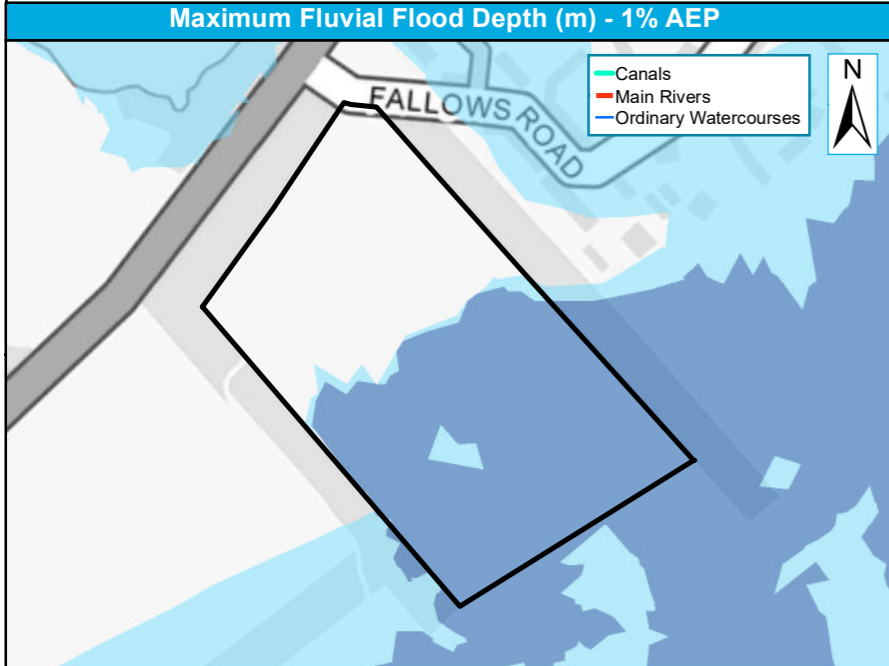 Maximum Fluvial Flood Depth (m) - 1% AEP
Canals
Main Rivers
Ordinary Watercourses
N
FALLOWS ROAD